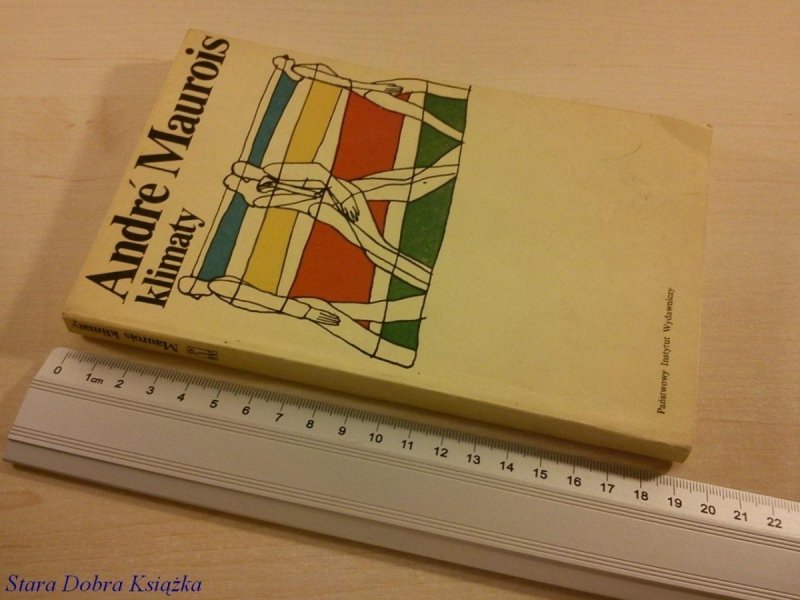 André Maurois
klimaty
Państwowy Instytut Wydawniczy
Maurois klimaty
PIW
0 1cm 2 3 4 5 6 7 8 9 10 11 12 13 14 15 16 17 18 19 20 21 22
Stara Dobra Książka